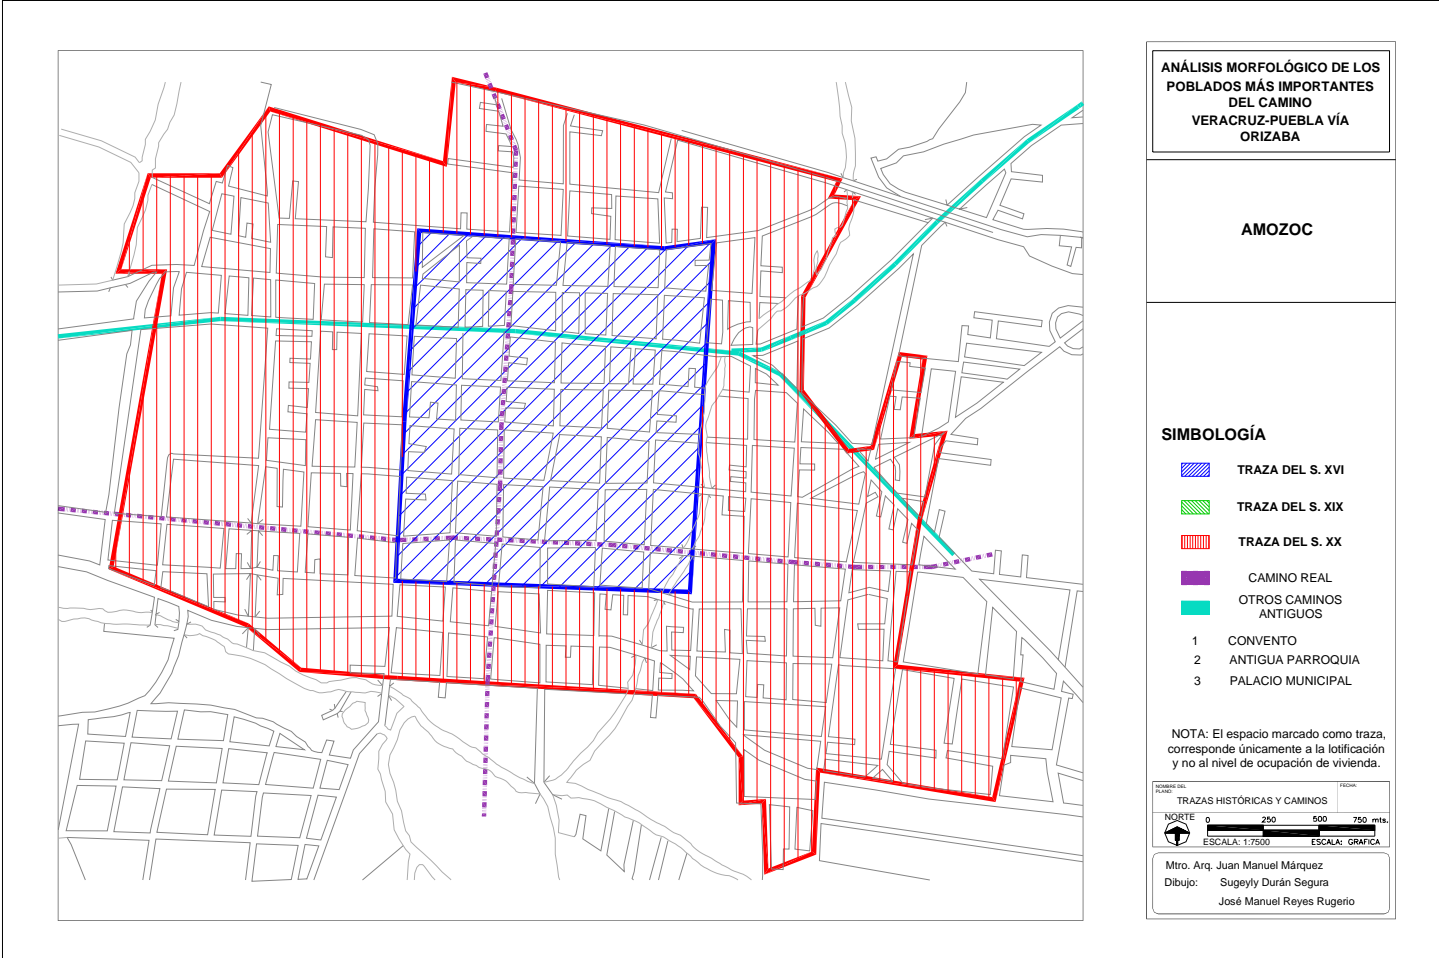 ANÁLISIS MORFOLÓGICO DE LOS
POBLADOS MÁS IMPORTANTES
DEL CAMINO
VERACRUZ-PUEBLA VÍA
ORIZABA
AMOZOC
SIMBOLOGÍA
TRAZA DEL S. XVI
TRAZA DEL S. XIX
TRAZA DEL S. XX
CAMINO REAL
OTROS CAMINOS
ANTIGUOS
1 CONVENTO
2 ANTIGUA PARROQUIA
3 PALACIO MUNICIPAL
NOTA: El espacio marcado como traza,
corresponde únicamente a la lotificación
y no al nivel de ocupación de vivienda.
NOMBRE DEL
PLANO:
FECHA:
TRAZAS HISTÓRICAS Y CAMINOS
NORTE
0 250 500 750 mts.
ESCALA: 1:7500 ESCALA: GRAFICA
Mtro. Arq. Juan Manuel Márquez
Dibujo: Sugeyly Durán Segura
José Manuel Reyes Rugerio